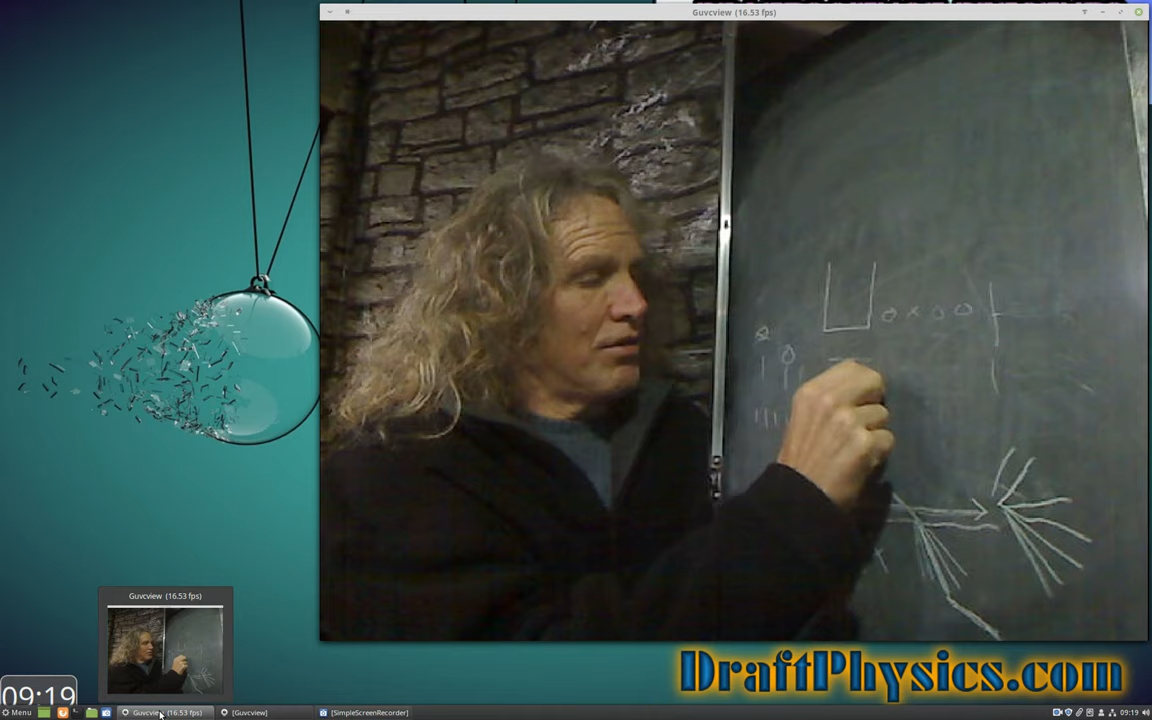 Guvcview (16.53 fps)
Guvcview (16.53 fps)
DraftPhysics.com
09:19
Menu
Guvcview (16.53 fps)
[Guvcview]
[SimpleScreenRecorder]
09:19